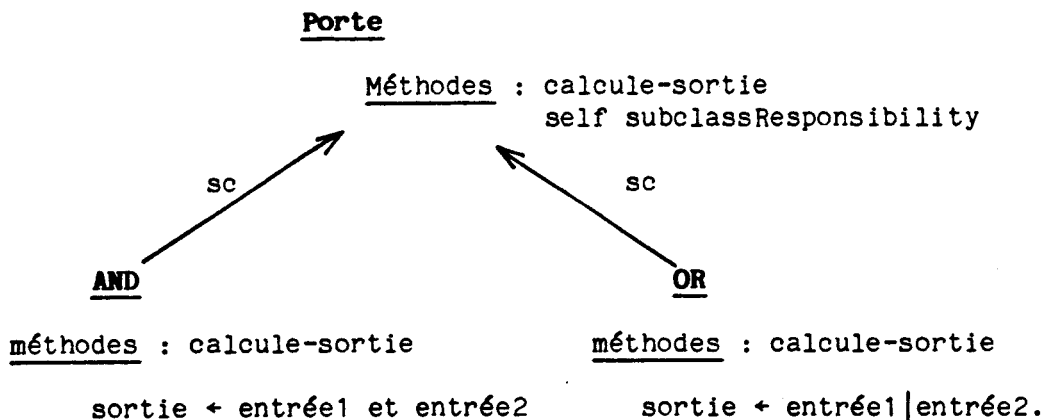 Porte
Méthodes : calcule-sortie
self subclassResponsibility
sc sc
AND OR
méthodes : calcule-sortie méthodes : calcule-sortie
sortie ← entrée1 et entrée2 sortie ← entrée1|entrée2.